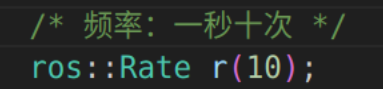 /* 频率：一秒十次 */
ros::Rate r(10);